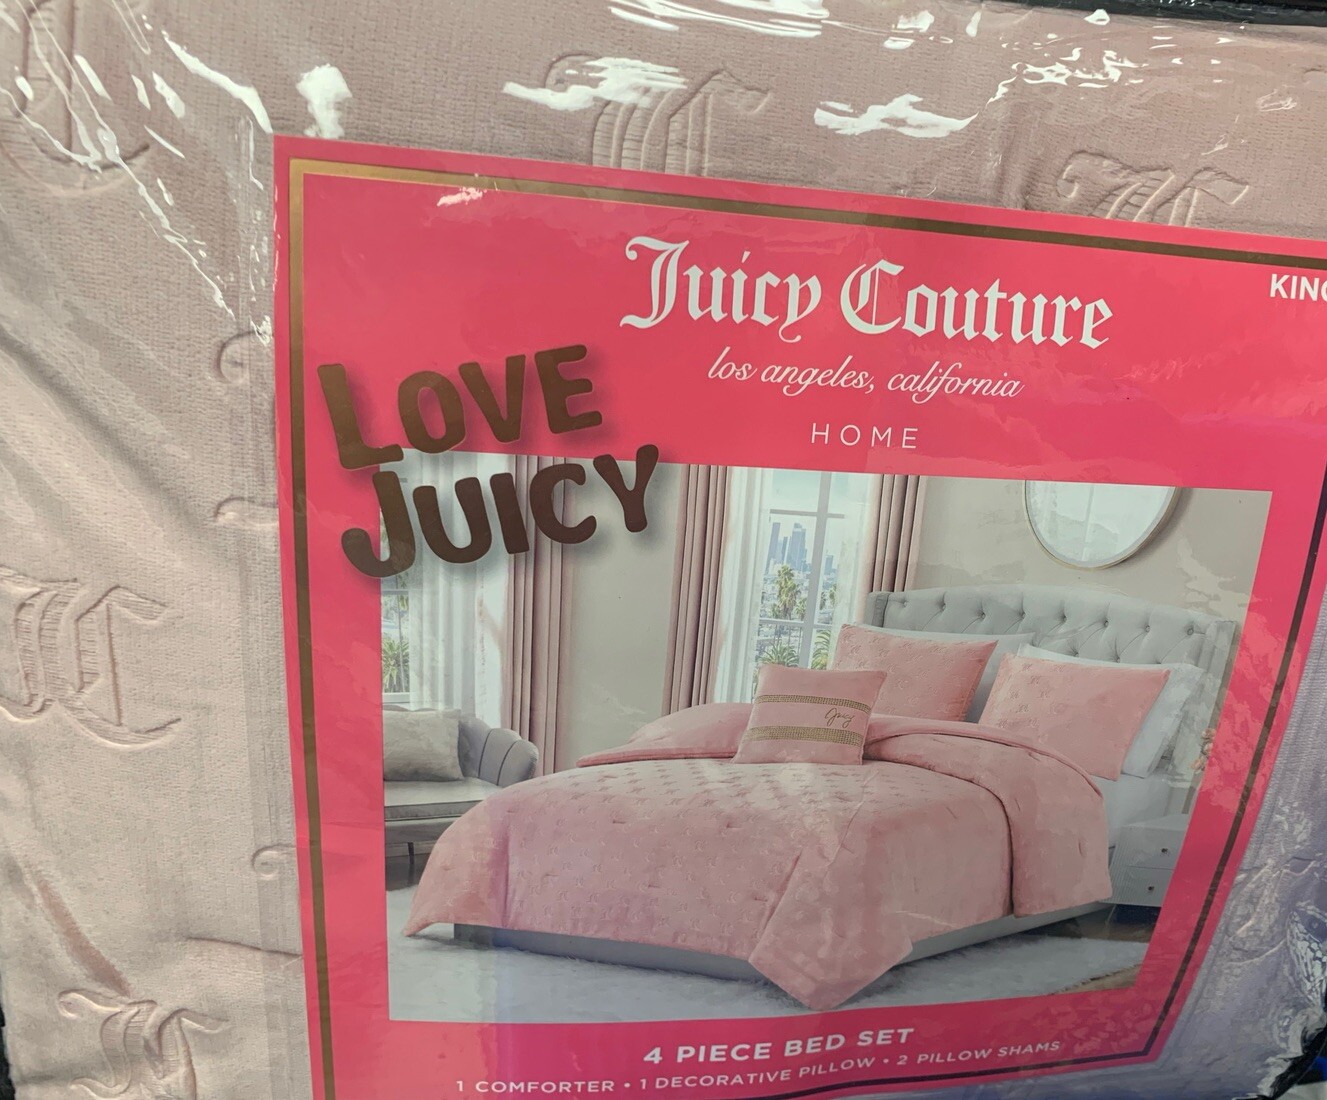 Juicy Couture
los angeles, california
HOME
LOVE
JUICY
Juicy
4 PIECE BED SET
1 COMFORTER • 1 DECORATIVE PILLOW • 2 PILLOW SHAMS